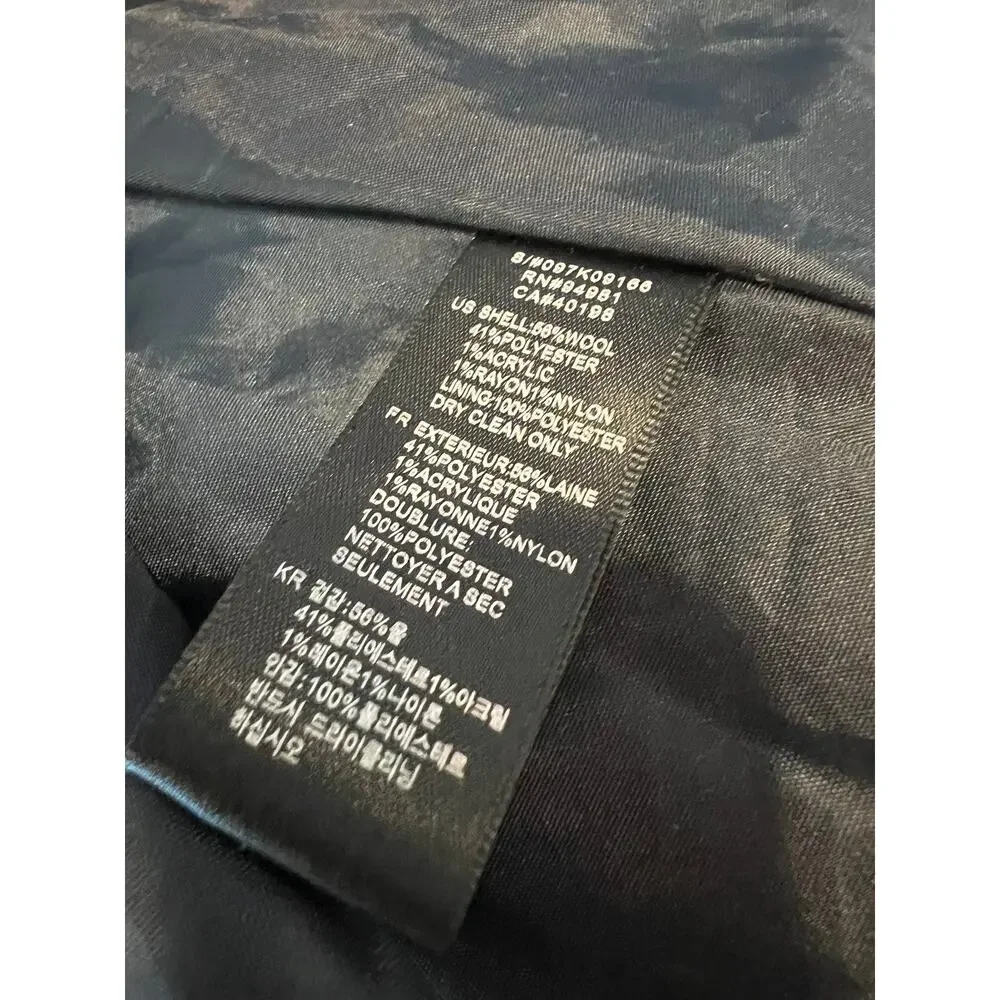 S/#097K09166
RN#94981
CA#40198
US SHELL:56%WOOL
41%POLYESTER
1%ACRYLIC
1%RAYON1%NYLON
LINING:100%POLYESTER
DRY CLEAN ONLY
FR EXTERIEUR:56%LAINE
41%POLYESTER
1%ACRYLIQUE
1%RAYONNE1%NYLON
DOUBLURE:
100%POLYESTER
NETTOYER A SEC
SEULEMENT
KR 겉감:56%울
41%폴리에스테르1%아크릴
1%레이온1%나이론
안감:100%폴리에스테르
반드시 드라이클리닝
하십시오